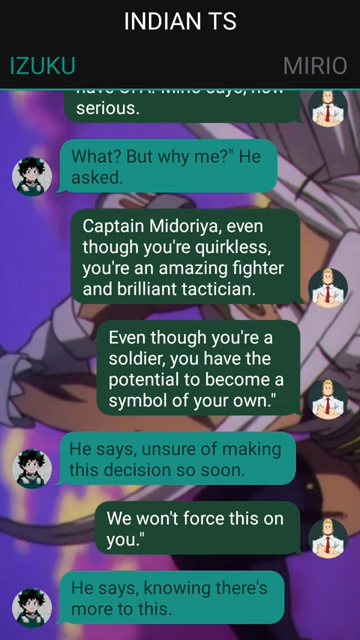 INDIAN TS
IZUKU
MIRIO
serious.
What? But why me?" He
asked.
Captain Midoriya, even
though you're quirkless,
you're an amazing fighter
and brilliant tactician.
Even though you're a
soldier, you have the
potential to become a
symbol of your own."
He says, unsure of making
this decision so soon.
We won't force this on
you."
He says, knowing there's
more to this.